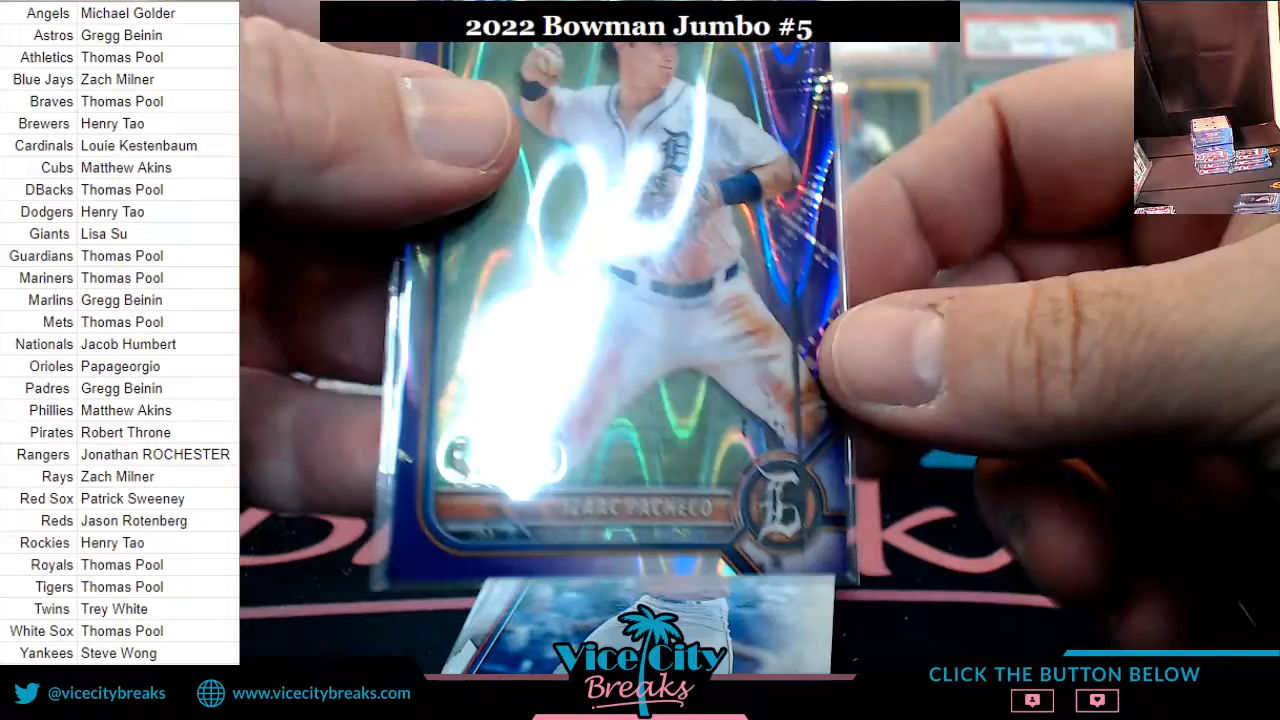 2022 Bowman Jumbo #5
Angels Michael Golder
Astros Gregg Beinin
Athletics Thomas Pool
Blue Jays Zach Milner
Braves Thomas Pool
Brewers Henry Tao
Cardinals Louie Kestenbaum
Cubs Matthew Akins
DBacks Thomas Pool
Dodgers Henry Tao
Giants Lisa Su
Guardians Thomas Pool
Mariners Thomas Pool
Marlins Gregg Beinin
Mets Thomas Pool
Nationals Jacob Humbert
Orioles Papageorgio
Padres Gregg Beinin
Phillies Matthew Akins
Pirates Robert Throne
Rangers Jonathan ROCHESTER
Rays Zach Milner
Red Sox Patrick Sweeney
Reds Jason Rotenberg
Rockies Henry Tao
Royals Thomas Pool
Tigers Thomas Pool
Twins Trey White
White Sox Thomas Pool
Yankees Steve Wong
IZAAC PACHECO
Vice City
Breaks
@vicecitybreaks
www.vicecitybreaks.com
CLICK THE BUTTON BELOW